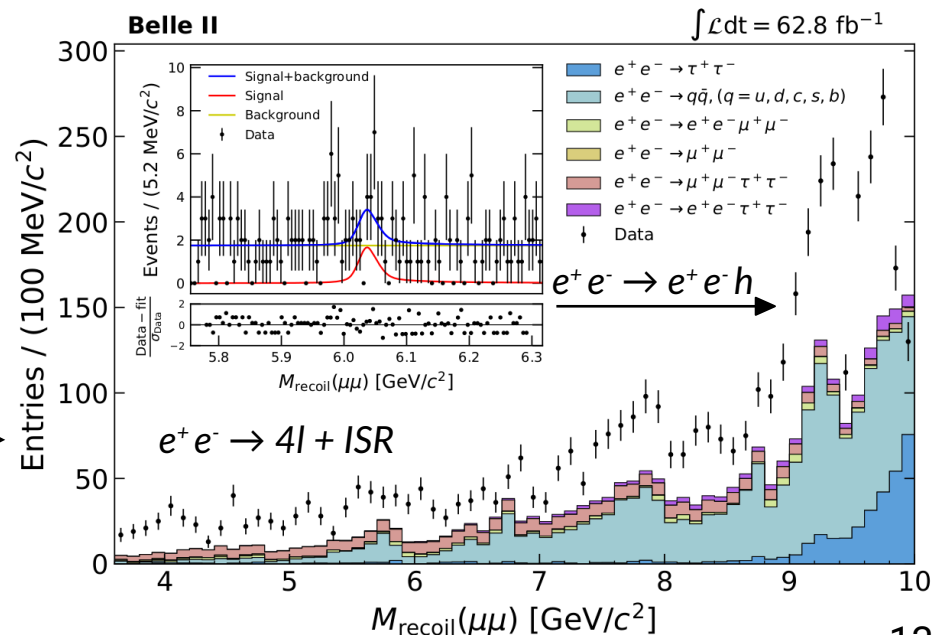 Belle II
∫ℒdt = 62.8 fb⁻¹
Entries / (100 MeV/c²)
300
250
200
150
100
50
0
4
5
6
7
8
9
10
M_recoil(μμ) [GeV/c²]
Events / (5.2 MeV/c²)
10
8
6
4
2
0
Signal+background
Signal
Background
Data
Data − fit
σ_Data
2
0
−2
5.8
5.9
6.0
6.1
6.2
6.3
M_recoil(μμ) [GeV/c²]
e⁺e⁻→τ⁺τ⁻
e⁺e⁻→qq̄, (q = u, d, c, s, b)
e⁺e⁻→e⁺e⁻μ⁺μ⁻
e⁺e⁻→μ⁺μ⁻
e⁺e⁻→μ⁺μ⁻τ⁺τ⁻
e⁺e⁻→e⁺e⁻τ⁺τ⁻
Data
e⁺e⁻ → e⁺e⁻h
e⁺e⁻ → 4l + ISR